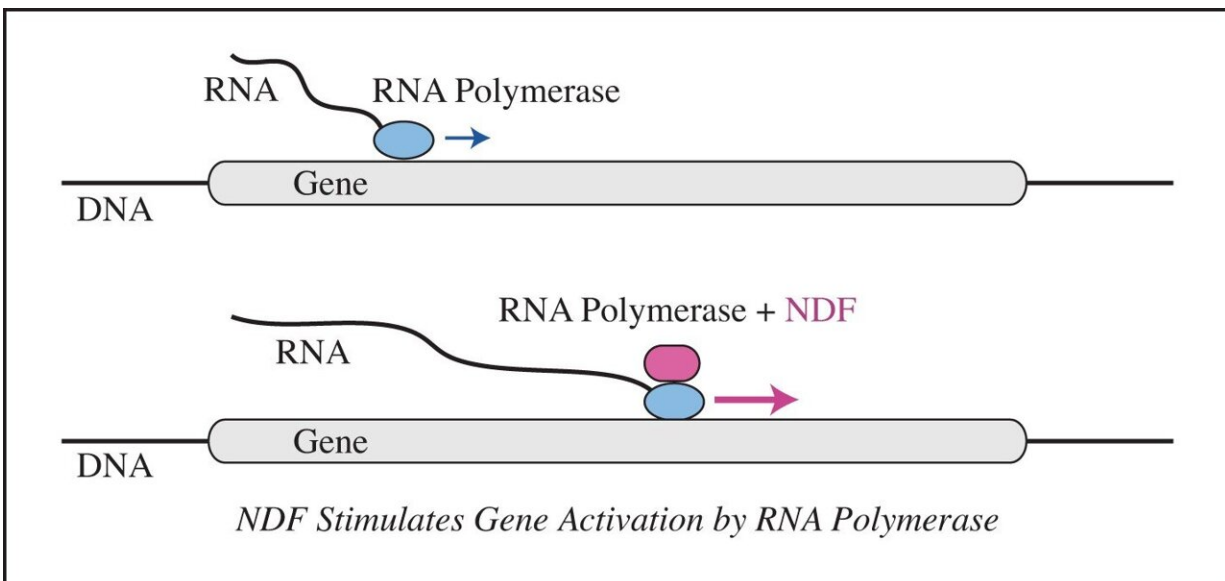 RNA
RNA Polymerase
Gene
DNA
RNA Polymerase + NDF
RNA
Gene
DNA
NDF Stimulates Gene Activation by RNA Polymerase